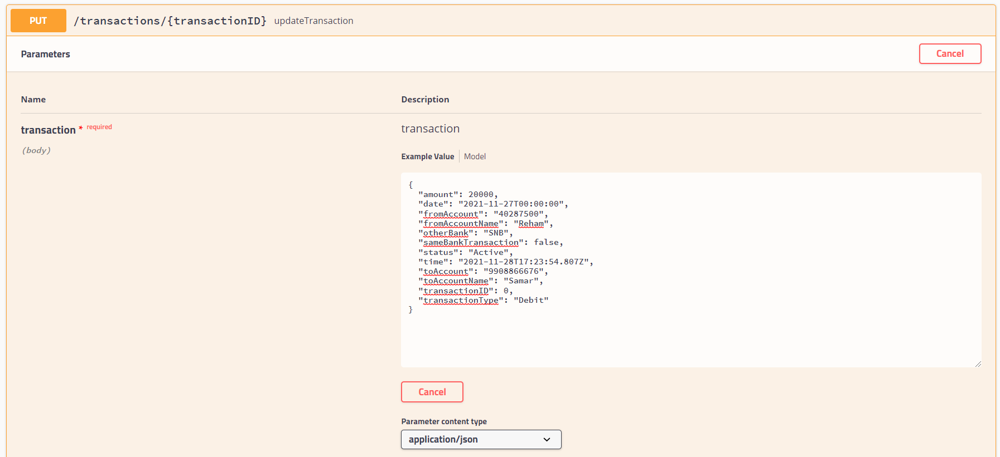 PUT /transactions/{transactionID} updateTransaction
Parameters
Cancel
Name Description
transaction * required
(body)
transaction
Example Value Model
{
  "amount": 20000,
  "date": "2021-11-27T00:00:00",
  "fromAccount": "40287500",
  "fromAccountName": "Reham",
  "otherBank": "SNB",
  "sameBankTransaction": false,
  "status": "Active",
  "time": "2021-11-28T17:23:54.807Z",
  "toAccount": "9908866676",
  "toAccountName": "Samar",
  "transactionID": 0,
  "transactionType": "Debit"
}
Cancel
Parameter content type
application/json